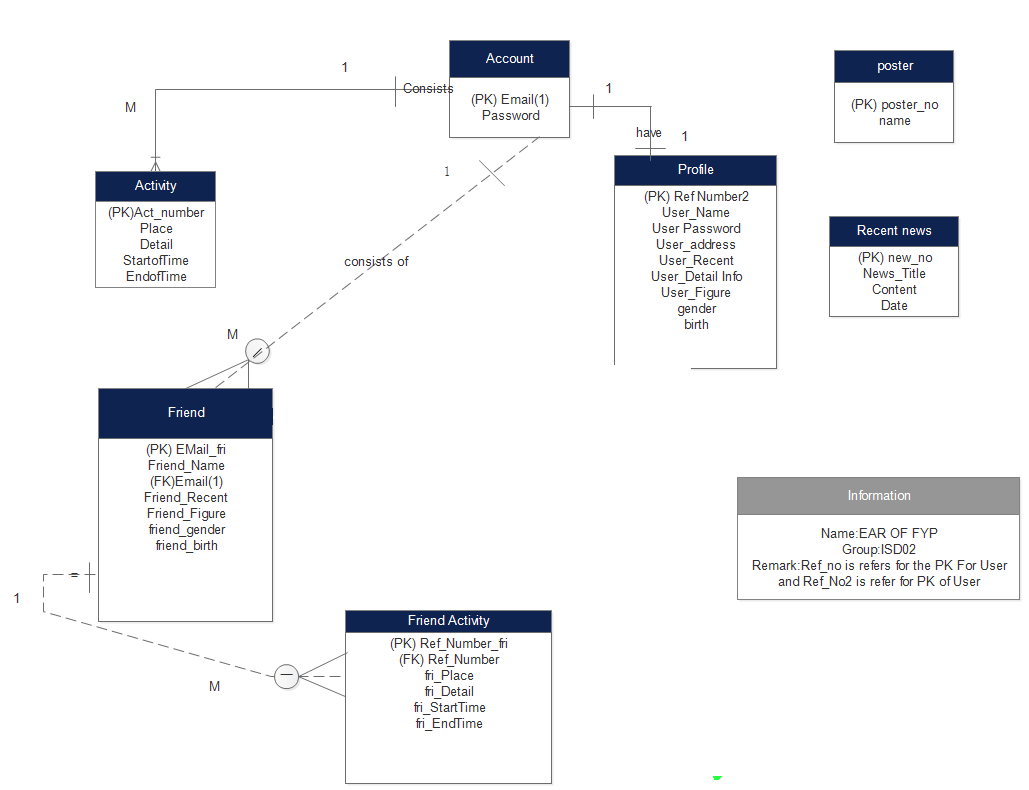 Account
(PK) Email(1)
Password
1
Consists
M
1
have
1
poster
(PK) poster_no
name
Activity
(PK)Act_number
Place
Detail
StartofTime
EndofTime
Profile
(PK) Ref Number2
User_Name
User Password
User_address
User_Recent
User_Detail Info
User_Figure
gender
birth
Recent news
(PK) new_no
News_Title
Content
Date
1
consists of
M
Friend
(PK) EMail_fri
Friend_Name
(FK)Email(1)
Friend_Recent
Friend_Figure
friend_gender
friend_birth
Information
Name:EAR OF FYP
Group:ISD02
Remark:Ref_no is refers for the PK For User
and Ref_No2 is refer for PK of User
1
M
Friend Activity
(PK) Ref_Number_fri
(FK) Ref_Number
fri_Place
fri_Detail
fri_StartTime
fri_EndTime